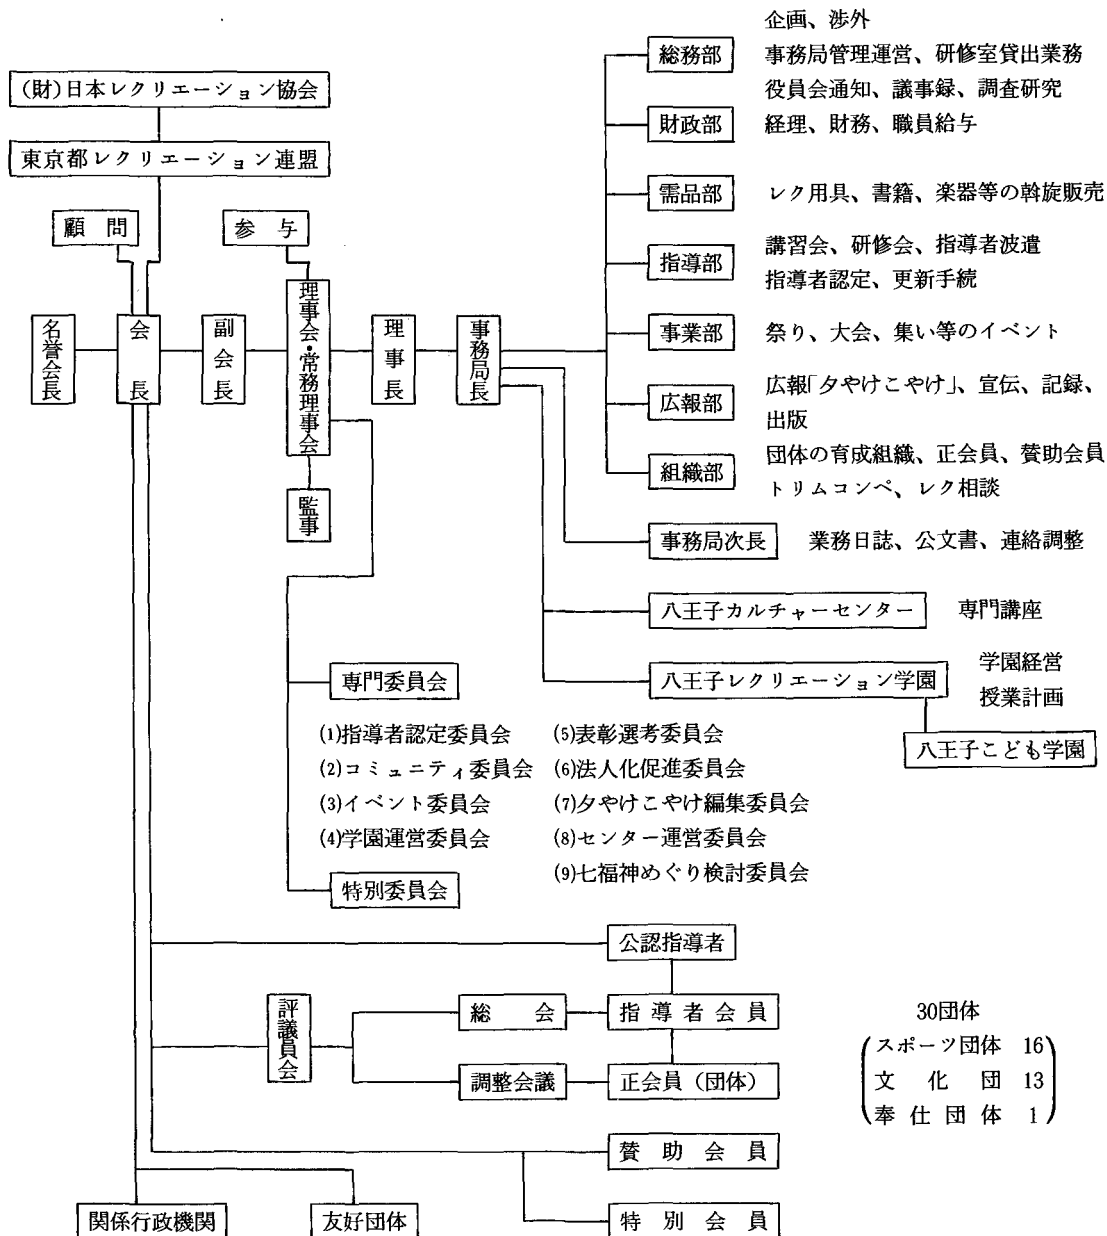 (財)日本レクリエーション協会
東京都レクリエーション連盟
顧問
参与
名誉会長
会長
副会長
理事会・常務理事会
監事
理事長
事務局長
企画、渉外
総務部 事務局管理運営、研修室貸出業務
役員会通知、議事録、調査研究
財政部 経理、財務、職員給与
需品部 レク用具、書籍、楽器等の斡旋販売
講習会、研修会、指導者波遣
指導部
指導者認定、更新手続
事業部 祭り、大会、集い等のイベント
広報部 広報「夕やけこやけ」、宣伝、記録、
出版
団体の育成組織、正会員、賛助会員
組織部
トリムコンペ、レク相談
事務局次長 業務日誌、公文書、連絡調整
八王子カルチャーセンター 専門講座
八王子レクリエーション学園 学園経営
授業計画
八王子こども学園
専門委員会
(1)指導者認定委員会 (5)表彰選考委員会
(2)コミュニティ委員会 (6)法人化促進委員会
(3)イベント委員会 (7)夕やけこやけ編集委員会
(4)学園運営委員会 (8)センター運営委員会
(9)七福神めぐり検討委員会
特別委員会
公認指導者
評議員会
総会 指導者会員
調整会議 正会員(団体)
30団体
スポーツ団体 16
文化団 13
奉仕団体 1
賛助会員
特別会員
関係行政機関 友好団体